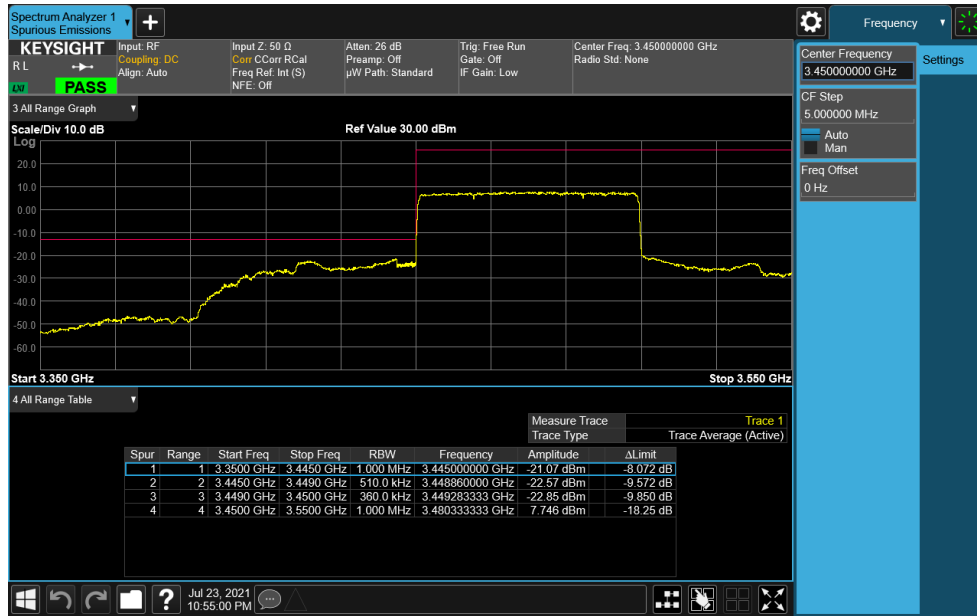 Spectrum Analyzer 1
Spurious Emissions
+
Frequency
KEYSIGHT
R L
LXI
PASS
Input: RF
Coupling: DC
Align: Auto
Input Z: 50 Ω
Corr CCorr RCal
Freq Ref: Int (S)
NFE: Off
Atten: 26 dB
Preamp: Off
µW Path: Standard
Trig: Free Run
Gate: Off
IF Gain: Low
Center Freq: 3.450000000 GHz
Radio Std: None
Center Frequency
3.450000000 GHz
Settings
CF Step
5.000000 MHz
Auto
Man
Freq Offset
0 Hz
3 All Range Graph
Scale/Div 10.0 dB
Ref Value 30.00 dBm
Log
20.0
10.0
0.00
-10.0
-20.0
-30.0
-40.0
-50.0
-60.0
Start 3.350 GHz
Stop 3.550 GHz
4 All Range Table
Measure Trace Trace 1
Trace Type Trace Average (Active)
Spur Range Start Freq Stop Freq RBW Frequency Amplitude ΔLimit
1 1 3.3500 GHz 3.4450 GHz 1.000 MHz 3.445000000 GHz -21.07 dBm -8.072 dB
2 2 3.4450 GHz 3.4490 GHz 510.0 kHz 3.448860000 GHz -22.57 dBm -9.572 dB
3 3 3.4490 GHz 3.4500 GHz 360.0 kHz 3.449283333 GHz -22.85 dBm -9.850 dB
4 4 3.4500 GHz 3.5500 GHz 1.000 MHz 3.480333333 GHz 7.746 dBm -18.25 dB
?
Jul 23, 2021
10:55:00 PM